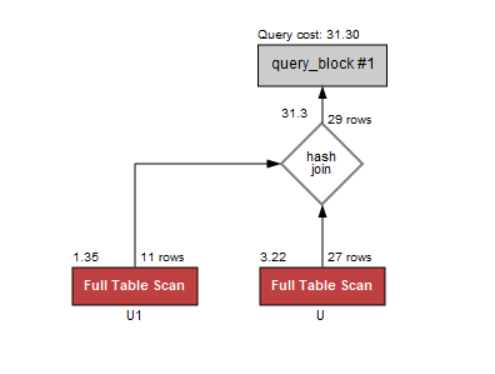 Query cost: 31.30
query_block #1
31.3
29 rows
hash
join
1.35
11 rows
3.22
27 rows
Full Table Scan
Full Table Scan
U1
U